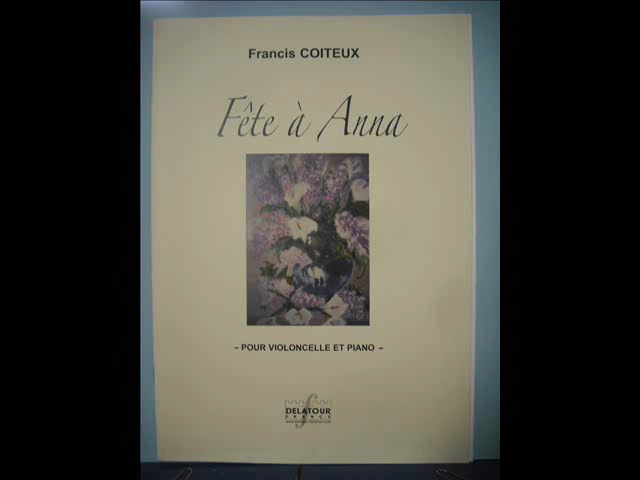 Francis COITEUX
Fête à Anna
– POUR VIOLONCELLE ET PIANO –
DELATOUR
FRANCE